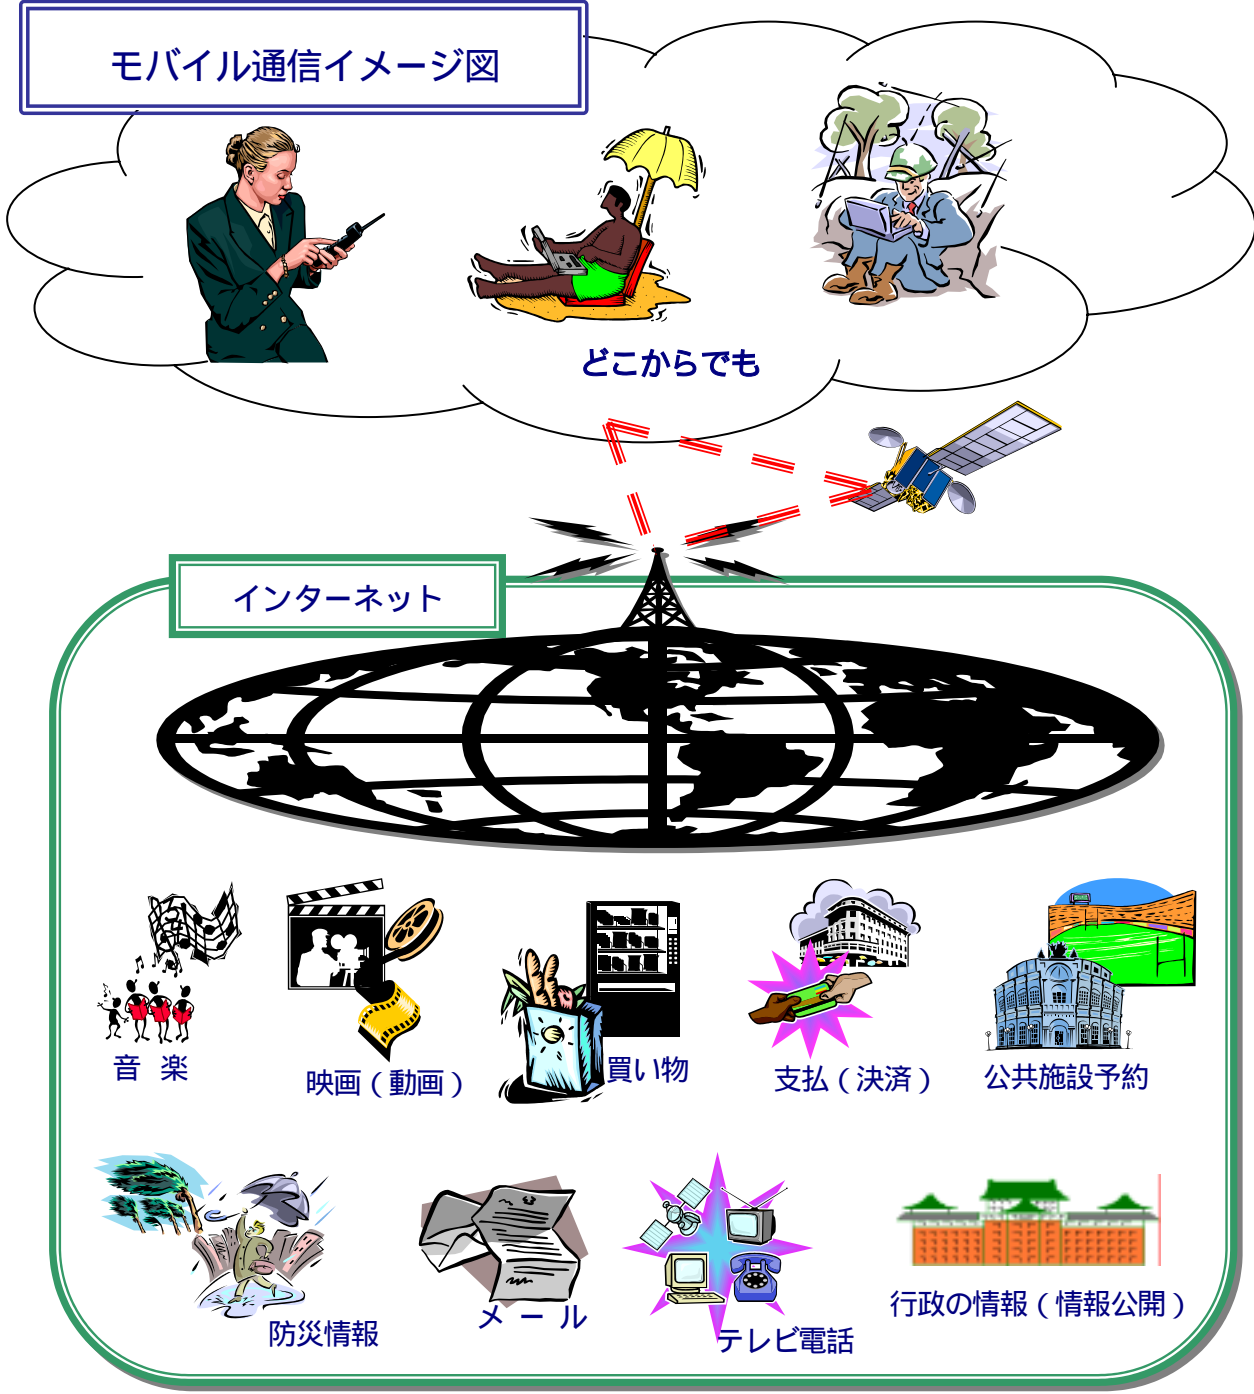 モバイル通信イメージ図
どこからでも
インターネット
音 楽
映画（動画）
買い物
支払（決済）
公共施設予約
防災情報
メ ー ル
テレビ電話
行政の情報（情報公開）